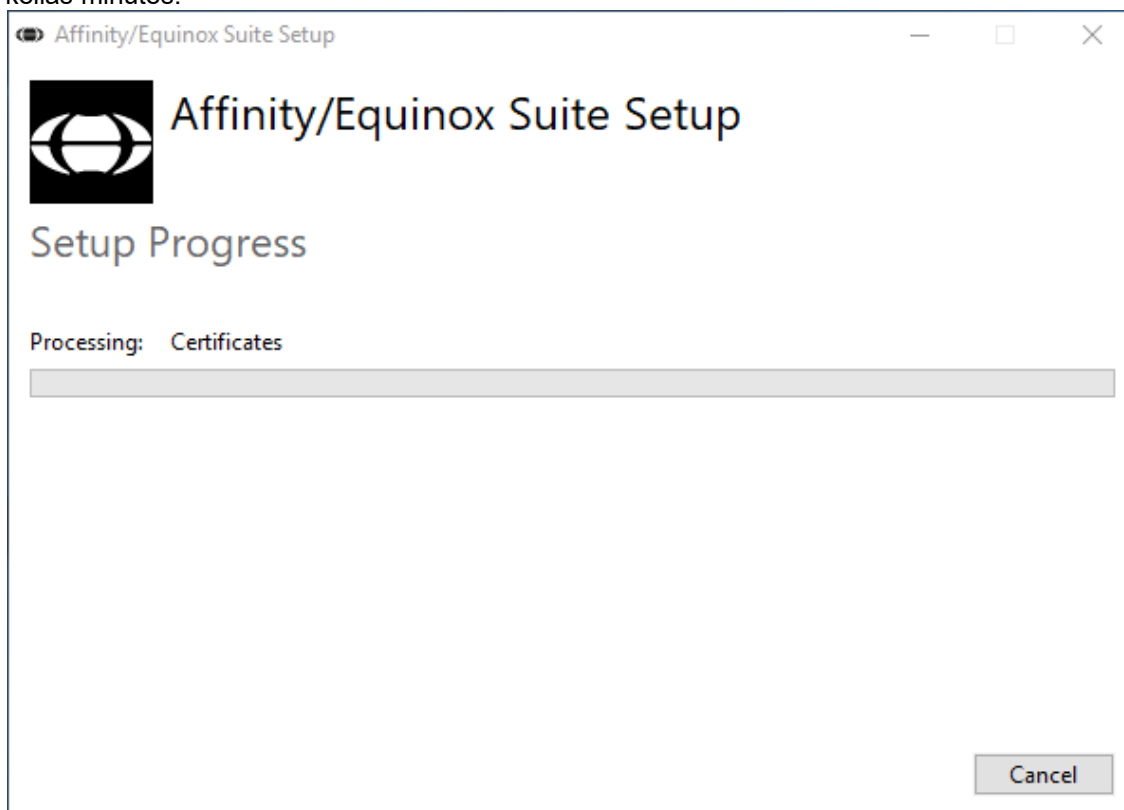 Affinity/Equinox Suite Setup
Affinity/Equinox Suite Setup
Setup Progress
Processing: Certificates
Cancel